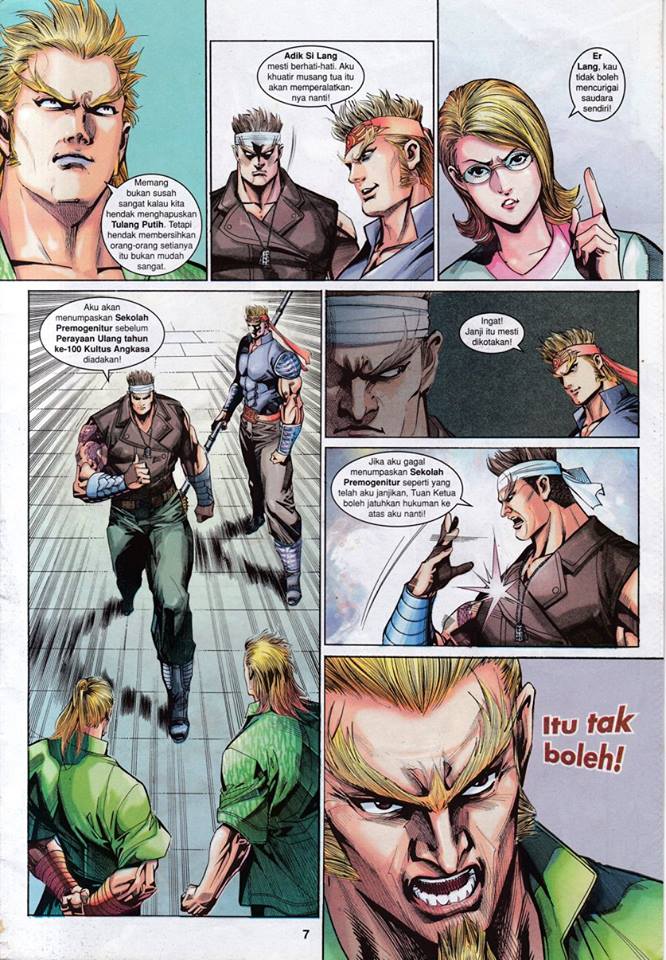 Memang
bukan susah
sangat kalau kita
hendak menghapuskan
Tulang Putih. Tetapi
hendak membersihkan
orang-orang setianya
itu bukan mudah
sangat.
Adik Si Lang
mesti berhati-hati. Aku
khuatir musang tua itu
akan memperalatkan-
nya nanti!
Er
Lang, kau
tidak boleh
mencurigai
saudara
sendiri!
Aku akan
menumpaskan Sekolah
Premogenitur sebelum
Perayaan Ulang tahun
ke-100 Kultus Angkasa
diadakan!
Ingat!
Janji itu mesti
dikotakan!
Jika aku gagal
menumpaskan Sekolah
Premogenitur seperti yang
telah aku janjikan, Tuan Ketua
boleh jatuhkan hukuman ke
atas aku nanti!
Itu tak
boleh!
7